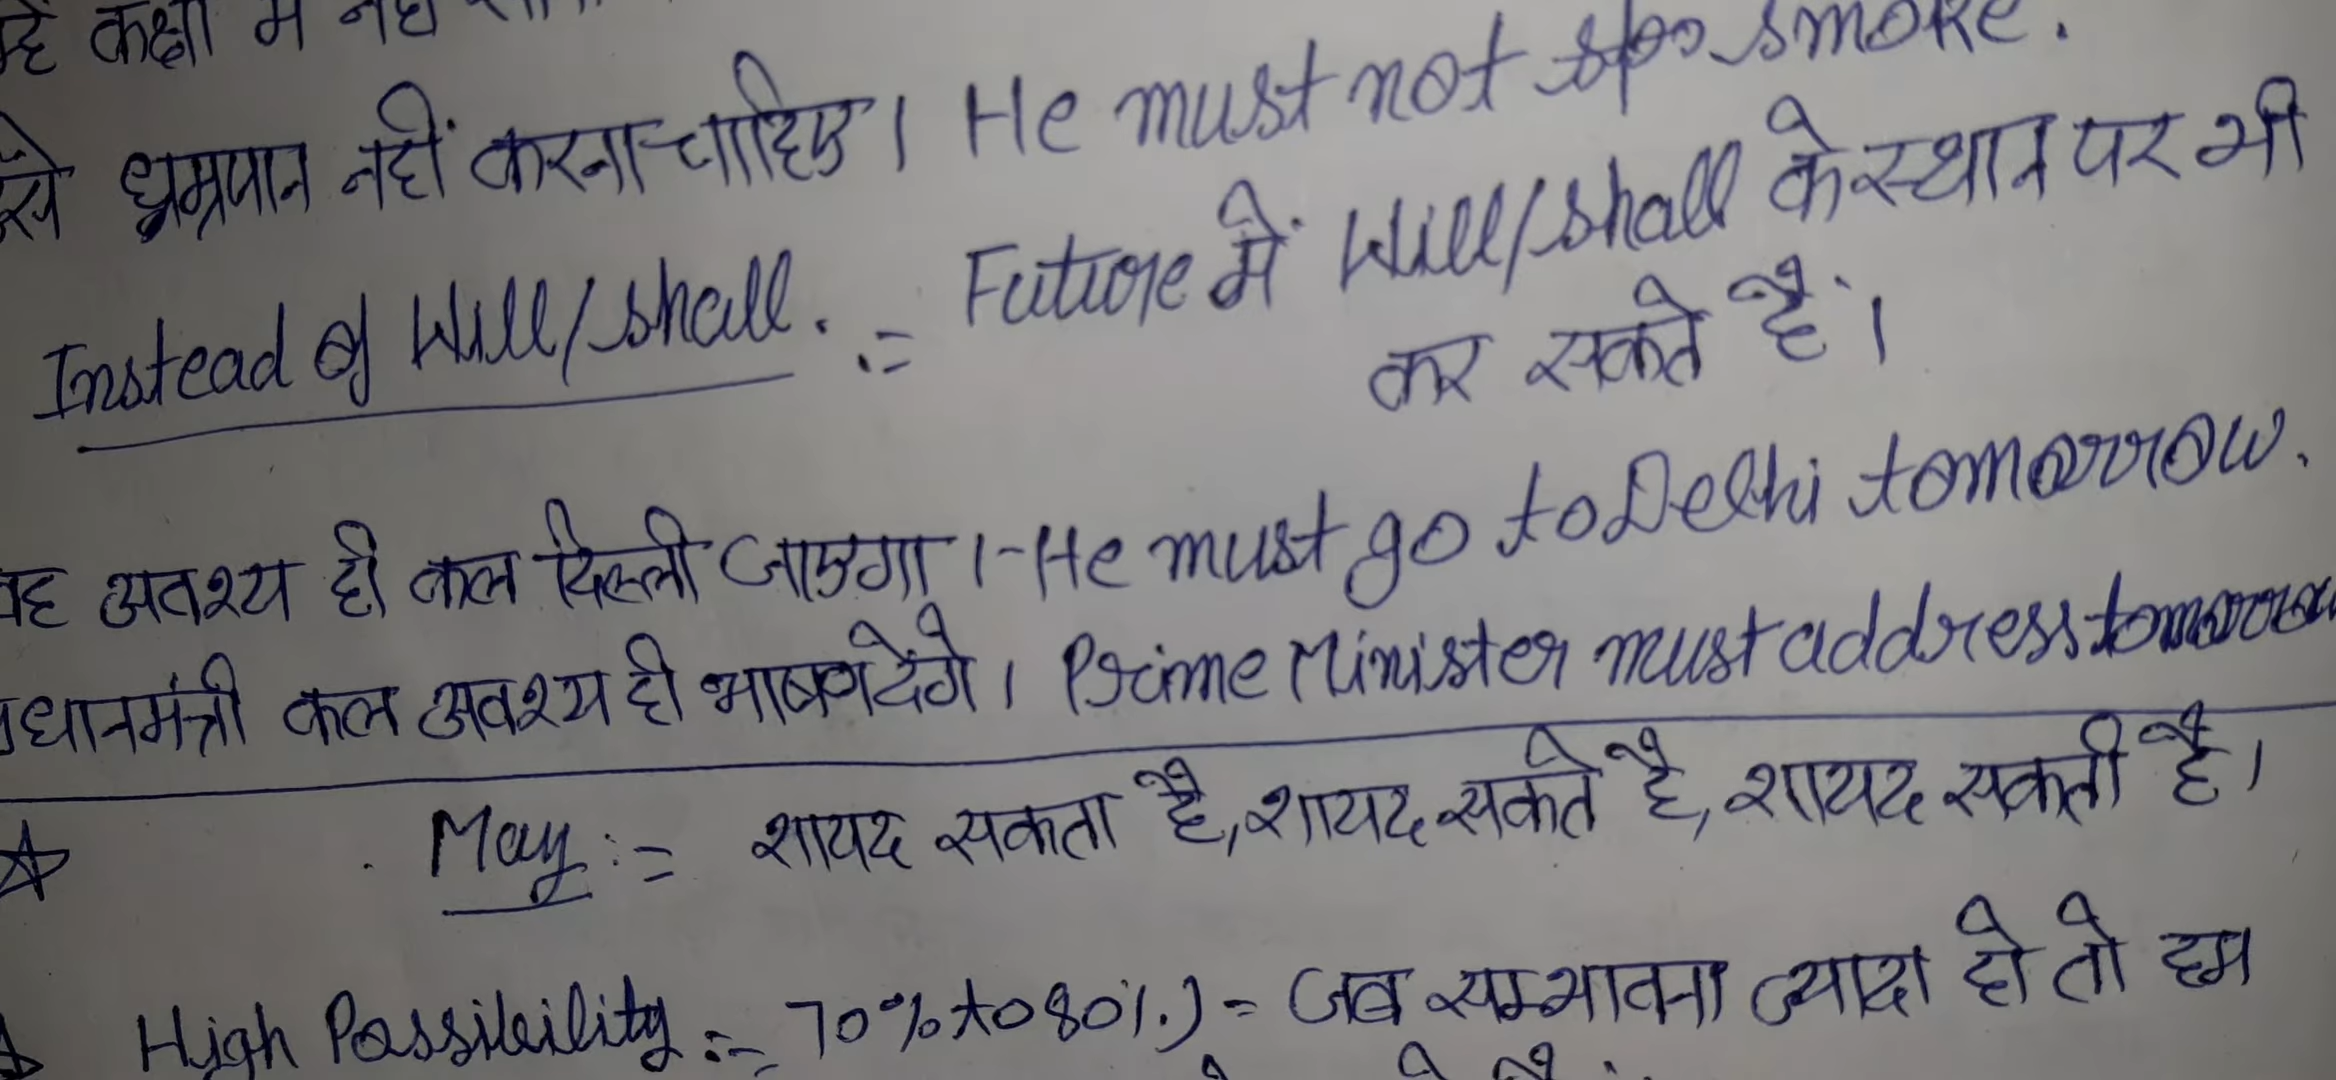 कक्षा में
धुम्रपान नहीं करना चाहिए। He must not smoke.
Instead of Will/shall. := Future में Will/shall के स्थान पर भी
कर सकते हैं।
वह अवश्य ही कल दिल्ली जाएगा।-He must go to Delhi tomorrow.
प्रधानमंत्री कल अवश्य ही भाषण देंगे। Prime Minister must address tomorrow
May:= शायद सकता है, शायद सकते है, शायद सकती है।
High Possibility:= 70% to 80%) = जब सम्भावना ज्यादा हो तो हम